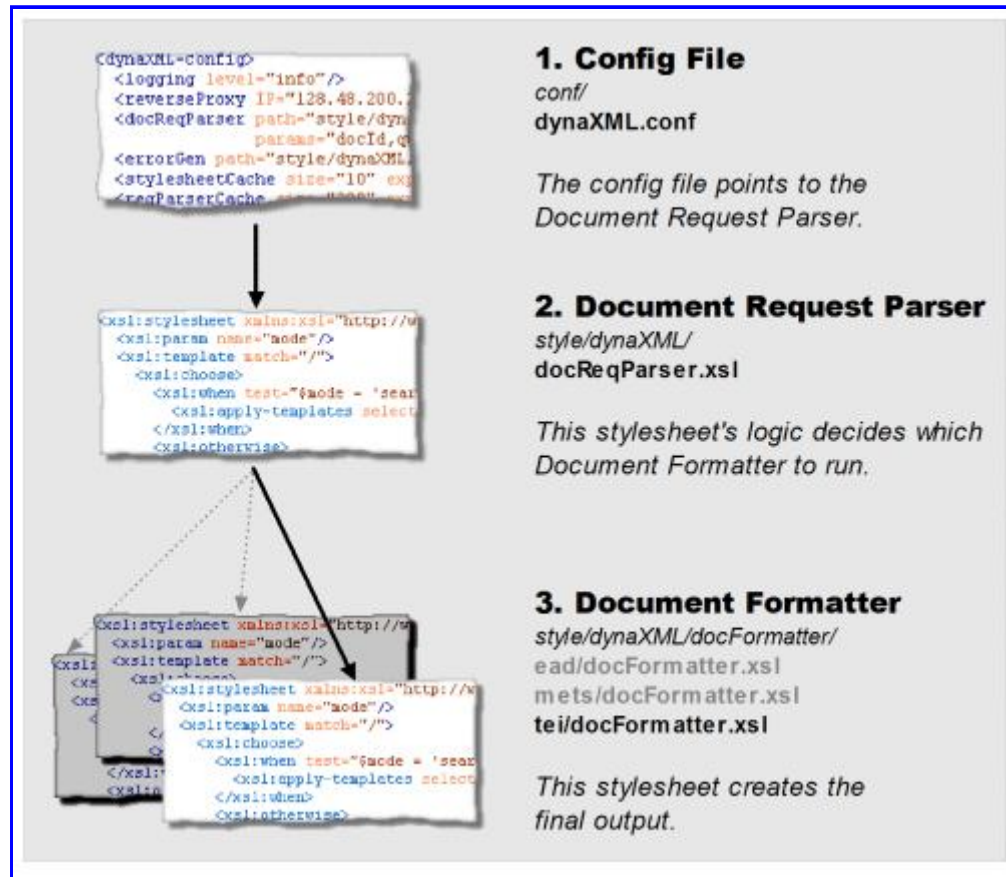 <dynaXML-config>
<logging level="info"/>
<reverseProxy IP="128.48.200.
<docReqParser path="style/dyn
params="docId,q
<errorGen path="style/dynaXML.
<stylesheetCache size="10" exp
<reqParserCache
1. Config File
conf/
dynaXML.conf
The config file points to the
Document Request Parser.
<xsl:stylesheet xmlns:xsl="http://w
<xsl:param name="mode"/>
<xsl:template match="/">
<xsl:choose>
<xsl:when test="$mode = 'sear
<xsl:apply-templates select
</xsl:when>
<xsl:otherwise>
2. Document Request Parser
style/dynaXML/
docReqParser.xsl
This stylesheet's logic decides which
Document Formatter to run.
<xsl:stylesheet xmlns:xsl="http://w
<xsl:param name="mode"/>
<xsl:template match="/">
<xsl:stylesheet xmlns:xsl="http://w
<xsl:param name="mode"/>
<xsl:template match="/">
<xsl:choose>
<xsl:when test="$mode = 'sear
<xsl:apply-templates select
</xsl:when>
<xsl:otherwise>
3. Document Formatter
style/dynaXML/docFormatter/
ead/docFormatter.xsl
mets/docFormatter.xsl
tei/docFormatter.xsl
This stylesheet creates the
final output.